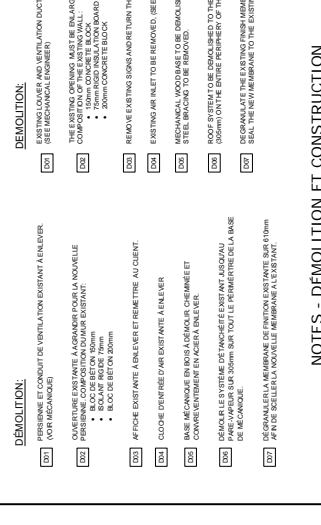 DÉMOLITION:
D01 PERSIENNE ET CONDUIT DE VENTILATION EXISTANT À ENLEVER.
(VOIR MÉCANIQUE)
D02 OUVERTURE EXISTANTE À AGRANDIR POUR LA NOUVELLE
PERSIENNE. COMPOSITION DU MUR EXISTANT:
• BLOC DE BÉTON 150mm
• ISOLANT RIGIDE 75mm
• BLOC DE BÉTON 200mm
D03 AFFICHE EXISTANTE À ENLEVER ET REMETTRE AU CLIENT.
D04 CLOCHE D'ENTRÉE D'AIR EXISTANTE À ENLEVER
D05 BASE MÉCANIQUE EN BOIS À DÉMOLIR. CHEMINÉE ET
CONTREVENTEMENT EN ACIER À ENLEVER.
D06 DÉMOLIR LE SYSTÈME D'ÉTANCHÉITÉ EXISTANT JUSQU'AU
PARE-VAPEUR SUR 305mm SUR TOUT LE PÉRIMÈRTRE DE LA BASE
DE MÉCANIQUE.
D07 DÉGRANULER LA MEMBRANE DE FINITION EXISTANTE SUR 610mm
AFIN DE SCELLER LA NOUVELLE MEMBRANE À L'EXISTANT.
DEMOLITION:
D01 EXISTING LOUVER AND VENTILATION DUCT
(SEE MECHANICAL ENGINEER)
D02 THE EXISTING OPENING MUST BE ENLARG
COMPOSITION OF THE EXISTING WALL:
• 150mm CONCRETE BLOCK
• 75mm RIGID INSULATION BOARD
• 200mm CONCRETE BLOCK
D03 REMOVE EXISTING SIGNS AND RETURN TH
D04 EXISTING AIR INLET TO BE REMOVED, (SEE
D05 MECHANICAL WOOD BASE TO BE DEMOLIS
STEEL BRACING TO BE REMOVED.
D06 ROOF SYSTEM TO BE DEMOLISHED TO THE
(305mm) ON THE ENTIRE PERIPHERY OF TH
D07 DEGRANULATE THE EXISTING FINISH MEME
SEAL THE NEW MEMBRANE TO THE EXISTIN
NOTES - DÉMOLITION ET CONSTRUCTION